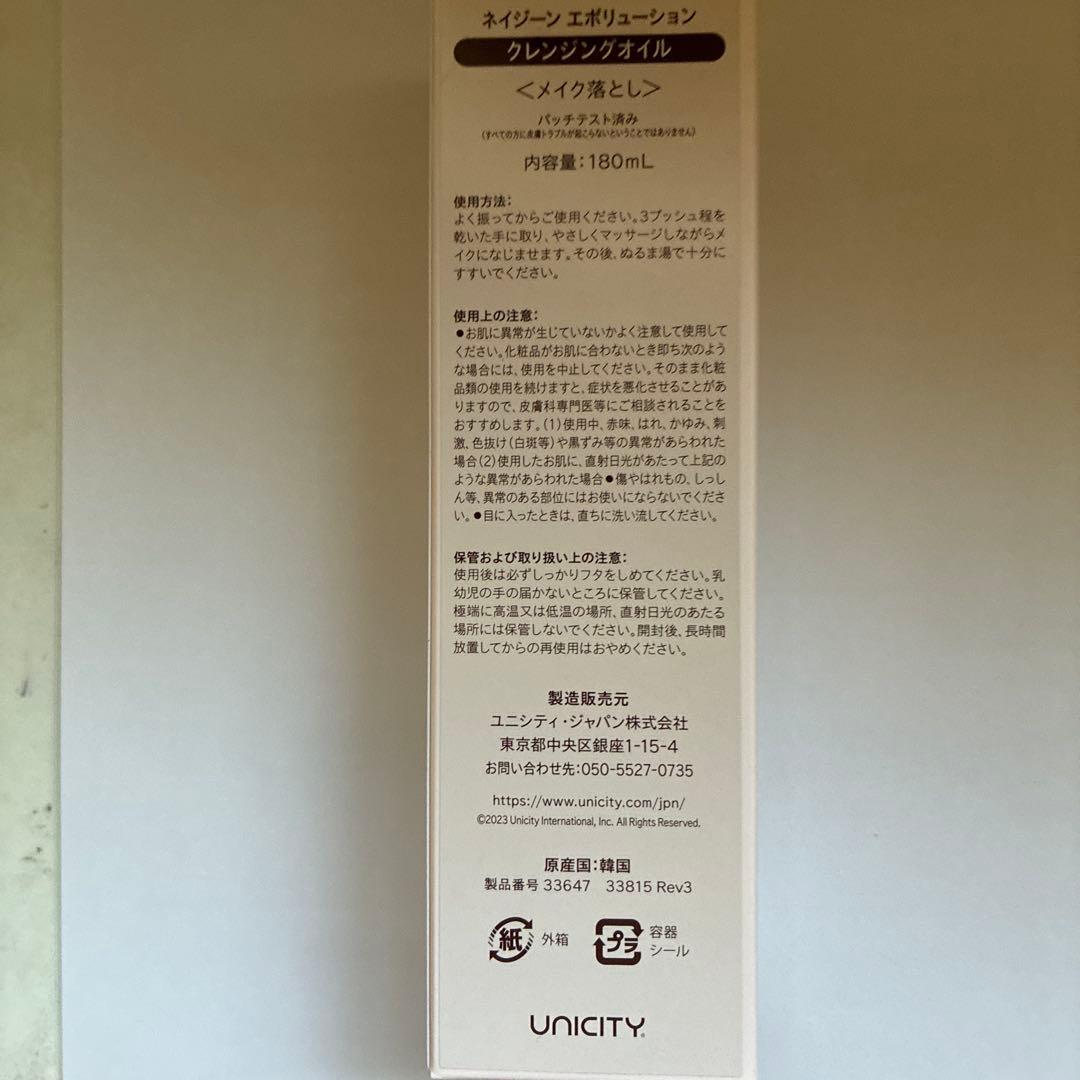 ネイジーン エボリューション
クレンジングオイル
＜メイク落とし＞
パッチテスト済み
(すべての方に皮膚トラブルが起こらないということではありません)
内容量：180mL
使用方法：
よく振ってからご使用ください。3プッシュ程を
乾いた手に取り、やさしくマッサージしながらメ
イクになじませます。その後、ぬるま湯で十分に
すすいでください。
使用上の注意：
●お肌に異常が生じていないかよく注意して使用して
ください。化粧品がお肌に合わないとき即ち次のよう
な場合には、使用を中止してください。そのまま化粧
品類の使用を続けますと、症状を悪化させることがあ
りますので、皮膚科専門医等にご相談されることを
おすすめします。(1)使用中、赤味、はれ、かゆみ、刺
激、色抜け(白斑等)や黒ずみ等の異常があらわれた
場合(2)使用したお肌に、直射日光があたって上記の
ような異常があらわれた場合●傷やはれもの、しっし
ん等、異常のある部位にはお使いにならないでくださ
い。●目に入ったときは、直ちに洗い流してください。
保管および取り扱い上の注意：
使用後は必ずしっかりフタをしめてください。乳
幼児の手の届かないところに保管してください。
極端に高温又は低温の場所、直射日光のあたる
場所には保管しないでください。開封後、長時間
放置してからの再使用はおやめください。
製造販売元
ユニシティ・ジャパン株式会社
東京都中央区銀座1-15-4
お問い合わせ先：050-5527-0735
https://www.unicity.com/jpn/
©2023 Unicity International, Inc. All Rights Reserved.
原産国：韓国
製品番号 33647 33815 Rev3
紙 外箱
プラ 容器
シール
UNICITY®